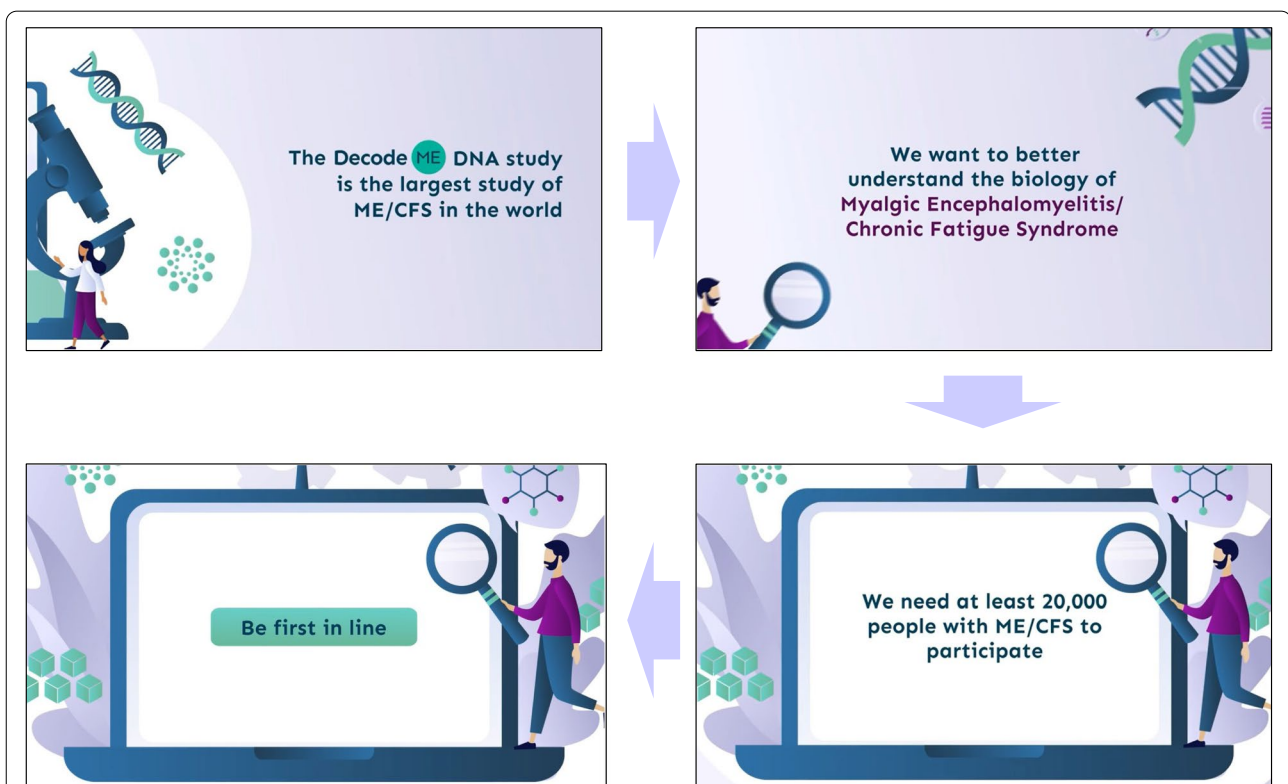 The Decode ME DNA study
is the largest study of
ME/CFS in the world
We want to better
understand the biology of
Myalgic Encephalomyelitis/
Chronic Fatigue Syndrome
We need at least 20,000
people with ME/CFS to
participate
Be first in line